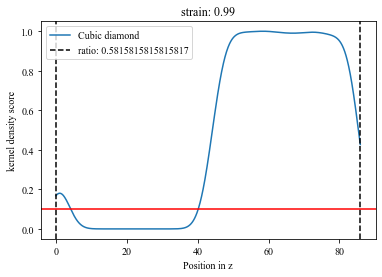 strain: 0.99
Cubic diamond
ratio: 0.5815815815815817
kernel density score
1.0
0.8
0.6
0.4
0.2
0.0
0
20
40
60
80
Position in z